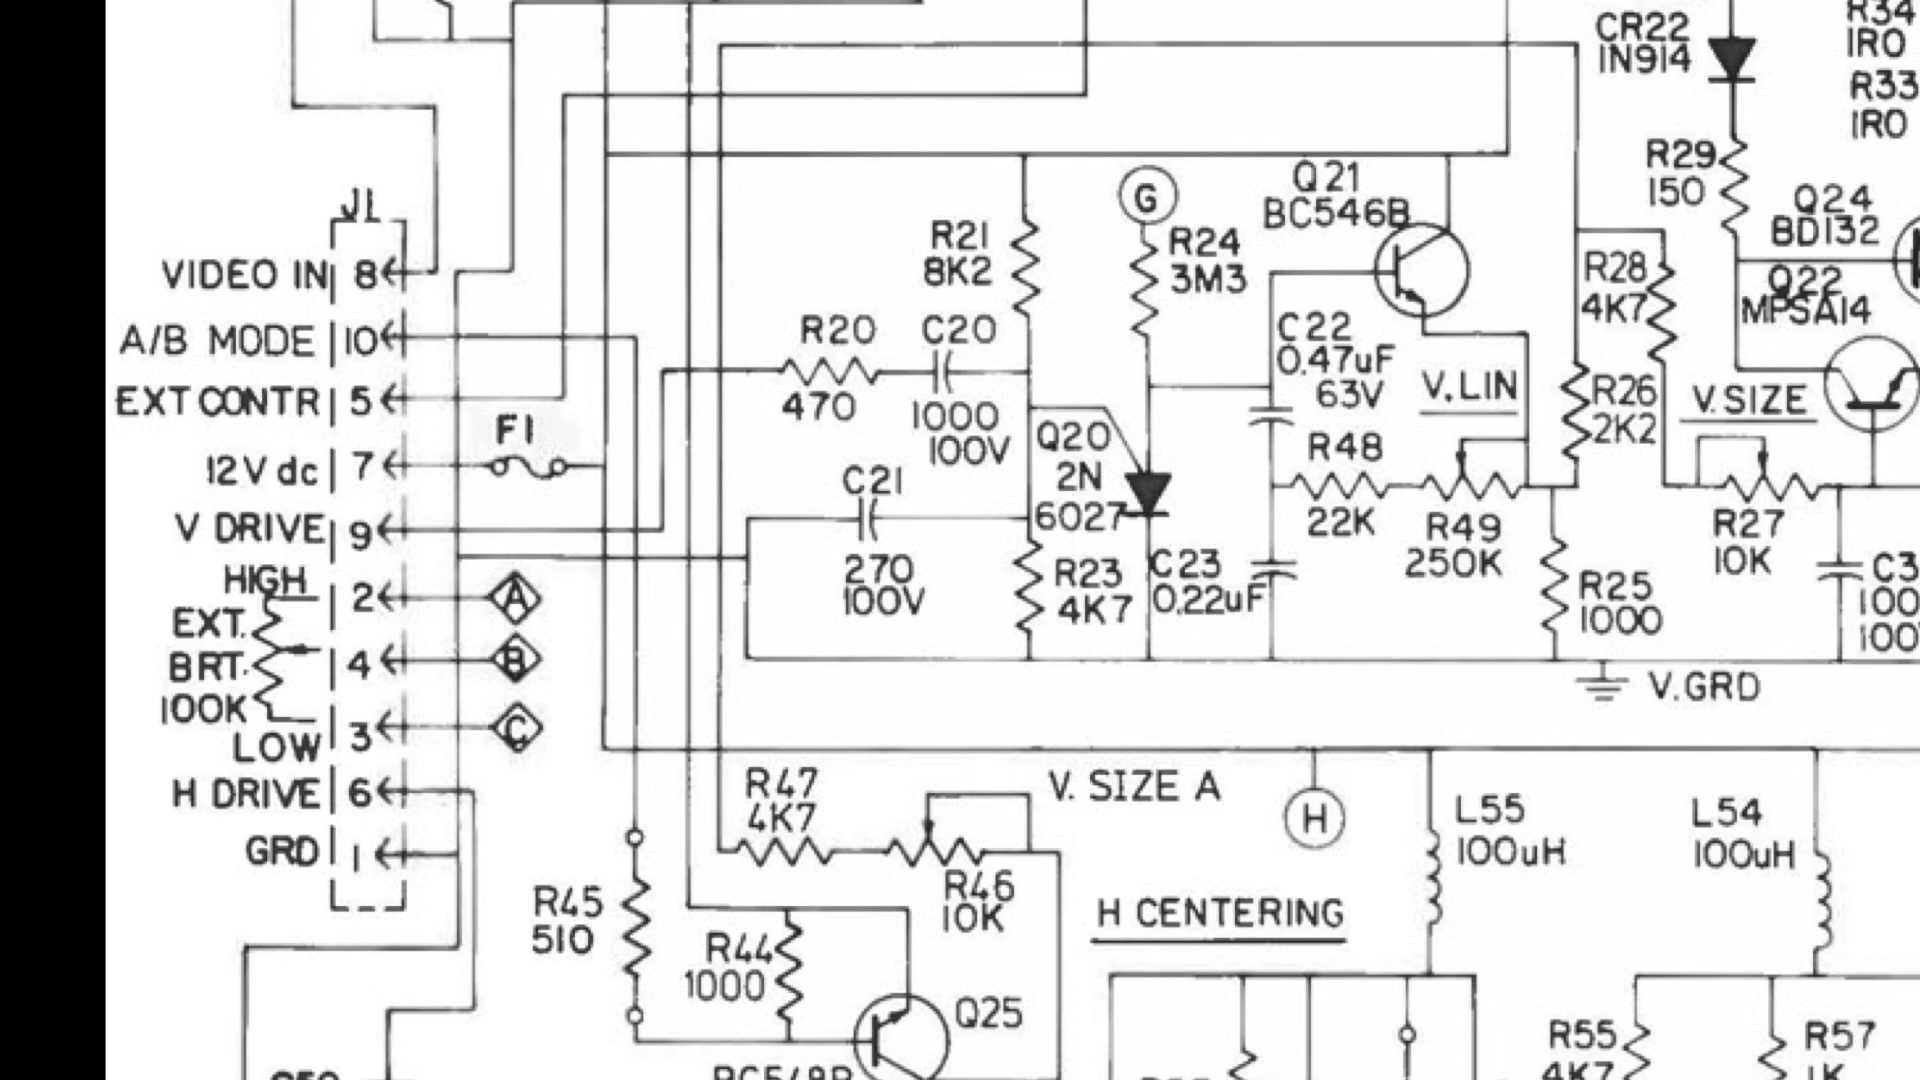 J1
VIDEO IN 8
A/B MODE 10
EXT CONTR 5
12V dc 7
V DRIVE 9
HIGH 2
EXT.
BRT. 4
100K
LOW 3
H DRIVE 6
GRD 1
F1
A
B
C
R20
470
C20
1000
100V
C21
270
100V
R21
8K2
G
R24
3M3
Q20
2N
6027
R23
4K7
C23
0.22uF
Q21
BC546B
C22
0.47uF
63V
V.LIN
R48
22K
R49
250K
R25
1000
R26
2K2
R28
4K7
CR22
IN914
R34
IRO
R33
IRO
R29
150
Q24
BD132
Q22
MPSA14
V.SIZE
R27
10K
V.GRD
R47
4K7
V. SIZE A
R46
10K
R45
510
R44
1000
Q25
H
H CENTERING
L55
100uH
L54
100uH
R55
4K7
R57
1K